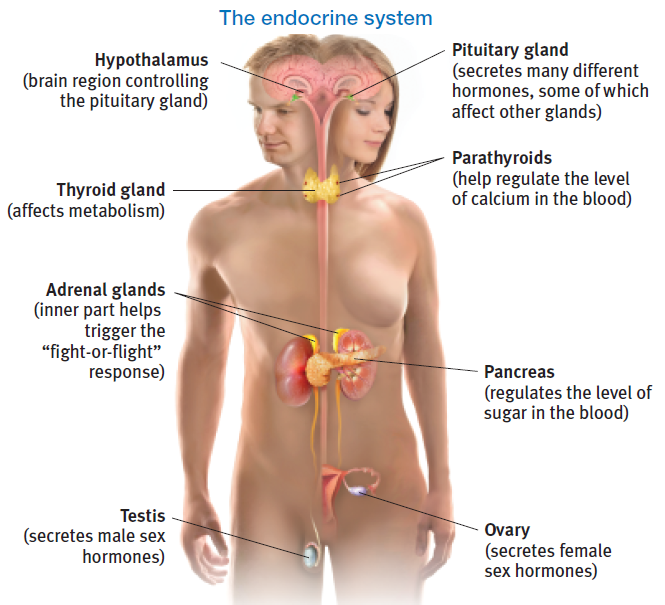 The endocrine system
Hypothalamus
(brain region controlling
the pituitary gland)
Pituitary gland
(secretes many different
hormones, some of which
affect other glands)
Parathyroids
(help regulate the level
of calcium in the blood)
Thyroid gland
(affects metabolism)
Adrenal glands
(inner part helps
trigger the
“fight-or-flight”
response)
Pancreas
(regulates the level of
sugar in the blood)
Testis
(secretes male sex
hormones)
Ovary
(secretes female
sex hormones)